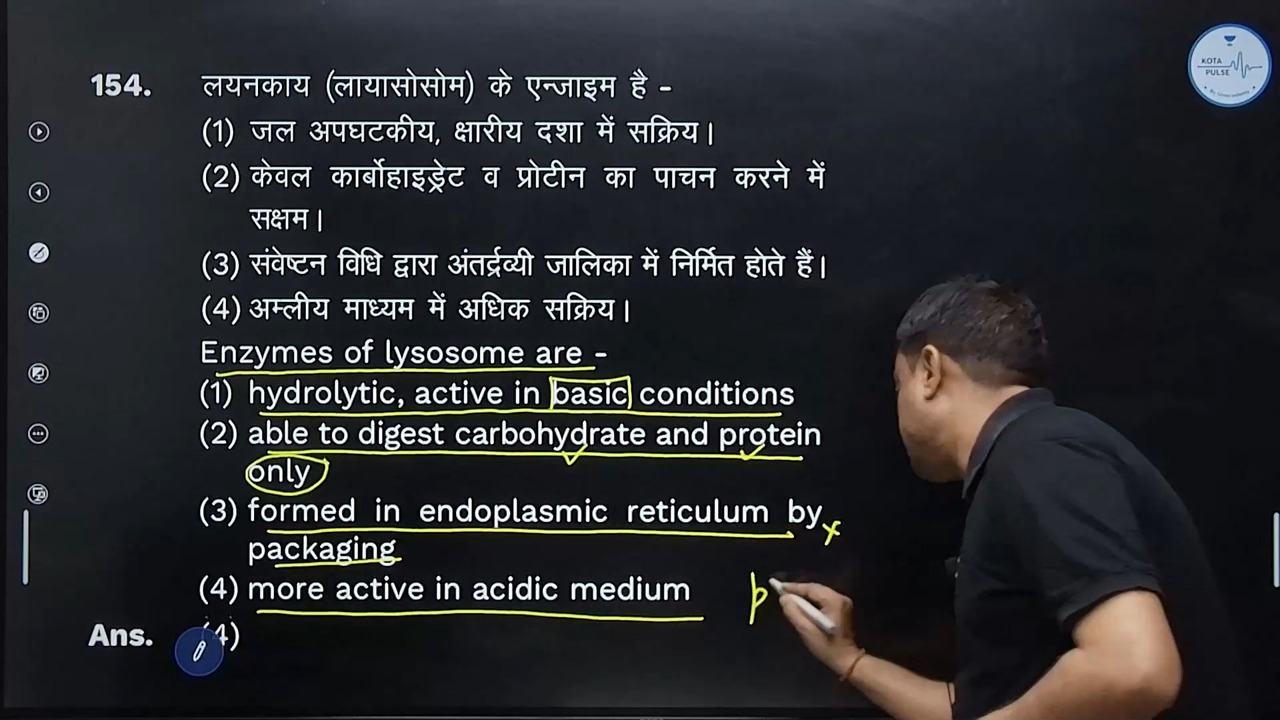 154. लयनकाय (लायासोसोम) के एन्जाइम है -
(1) जल अपघटकीय, क्षारीय दशा में सक्रिय।
(2) केवल कार्बोहाइड्रेट व प्रोटीन का पाचन करने में
सक्षम।
(3) संवेष्टन विधि द्वारा अंतर्द्रव्यी जालिका में निर्मित होते हैं।
(4) अम्लीय माध्यम में अधिक सक्रिय।
Enzymes of lysosome are -
(1) hydrolytic, active in basic conditions
(2) able to digest carbohydrate and protein
only
(3) formed in endoplasmic reticulum by
packaging
(4) more active in acidic medium p
Ans. (4)
KOTA
PULSE